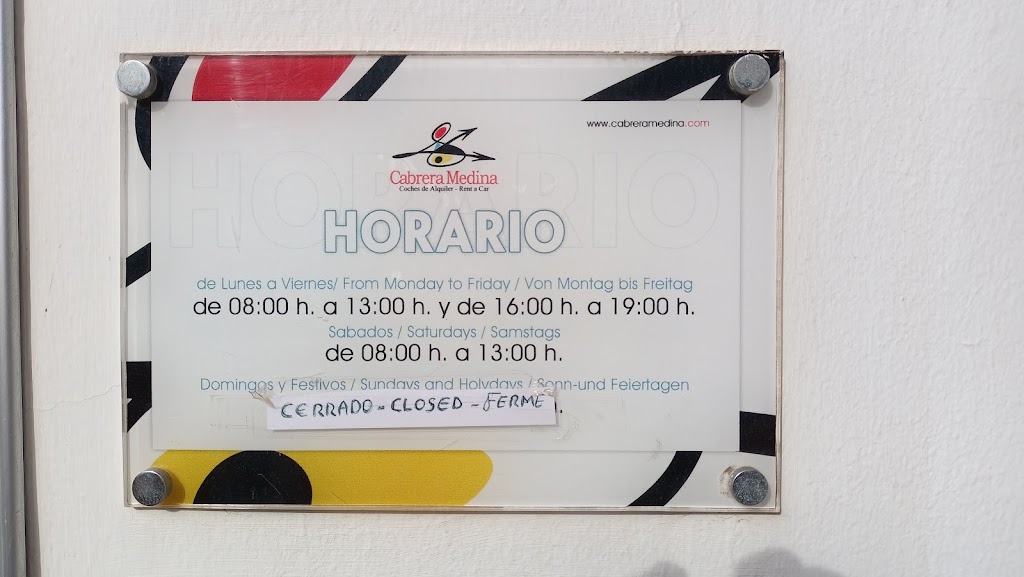 www.cabreramedina.com
Cabrera Medina
Coches de Alquiler - Rent a Car
HORARIO
HORARIO
de Lunes a Viernes/ From Monday to Friday / Von Montag bis Freitag
de 08:00 h. a 13:00 h. y de 16:00 h. a 19:00 h.
Sabados / Saturdays / Samstags
de 08:00 h. a 13:00 h.
Domingos y Festivos / Sundays and Holydays / Sonn-und Feiertagen
CERRADO - CLOSED - FERME